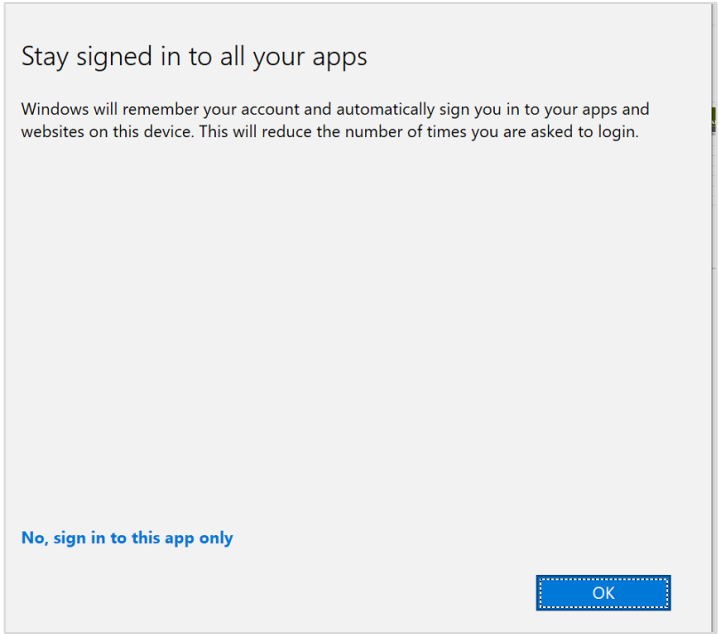 Stay signed in to all your apps
Windows will remember your account and automatically sign you in to your apps and
websites on this device. This will reduce the number of times you are asked to login.
No, sign in to this app only
OK